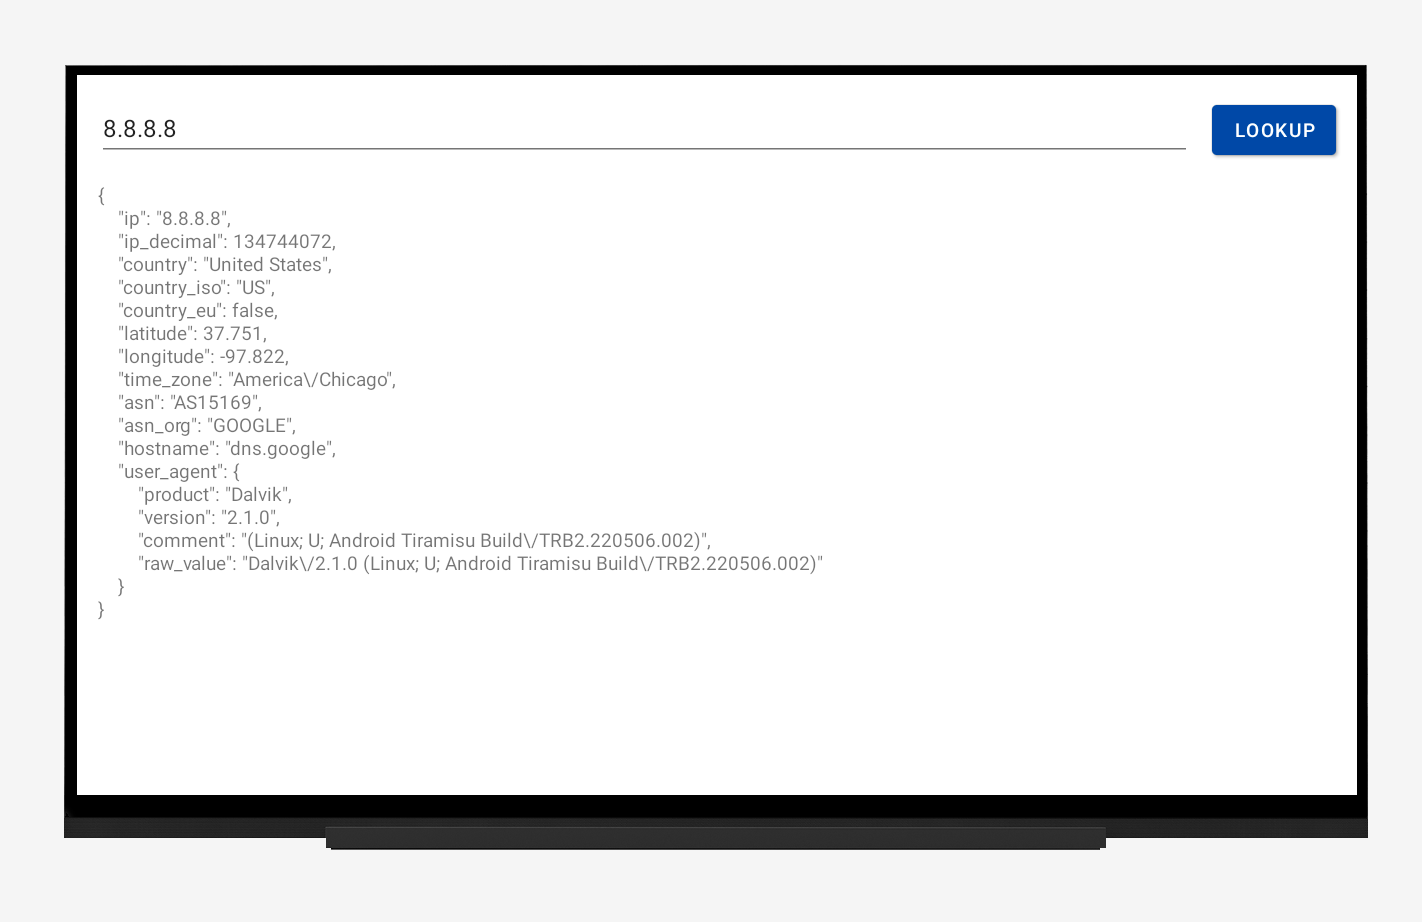 8.8.8.8
LOOKUP
{
"ip": "8.8.8.8",
"ip_decimal": 134744072,
"country": "United States",
"country_iso": "US",
"country_eu": false,
"latitude": 37.751,
"longitude": -97.822,
"time_zone": "America\/Chicago",
"asn": "AS15169",
"asn_org": "GOOGLE",
"hostname": "dns.google",
"user_agent": {
"product": "Dalvik",
"version": "2.1.0",
"comment": "(Linux; U; Android Tiramisu Build\/TRB2.220506.002)",
"raw_value": "Dalvik\/2.1.0 (Linux; U; Android Tiramisu Build\/TRB2.220506.002)"
}
}